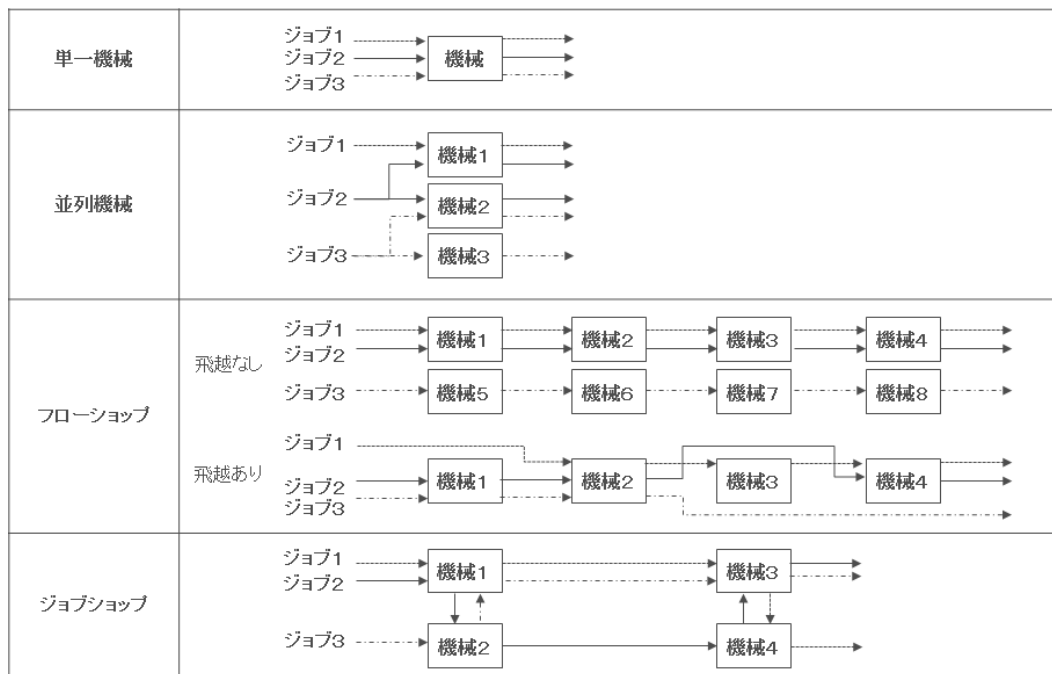 単一機械
ジョブ1
ジョブ2
ジョブ3
機械
並列機械
ジョブ1
ジョブ2
ジョブ3
機械1
機械2
機械3
フローショップ
飛越なし
ジョブ1
ジョブ2
機械1
機械2
機械3
機械4
ジョブ3
機械5
機械6
機械7
機械8
飛越あり
ジョブ1
ジョブ2
ジョブ3
機械1
機械2
機械3
機械4
ジョブショップ
ジョブ1
ジョブ2
機械1
機械3
ジョブ3
機械2
機械4